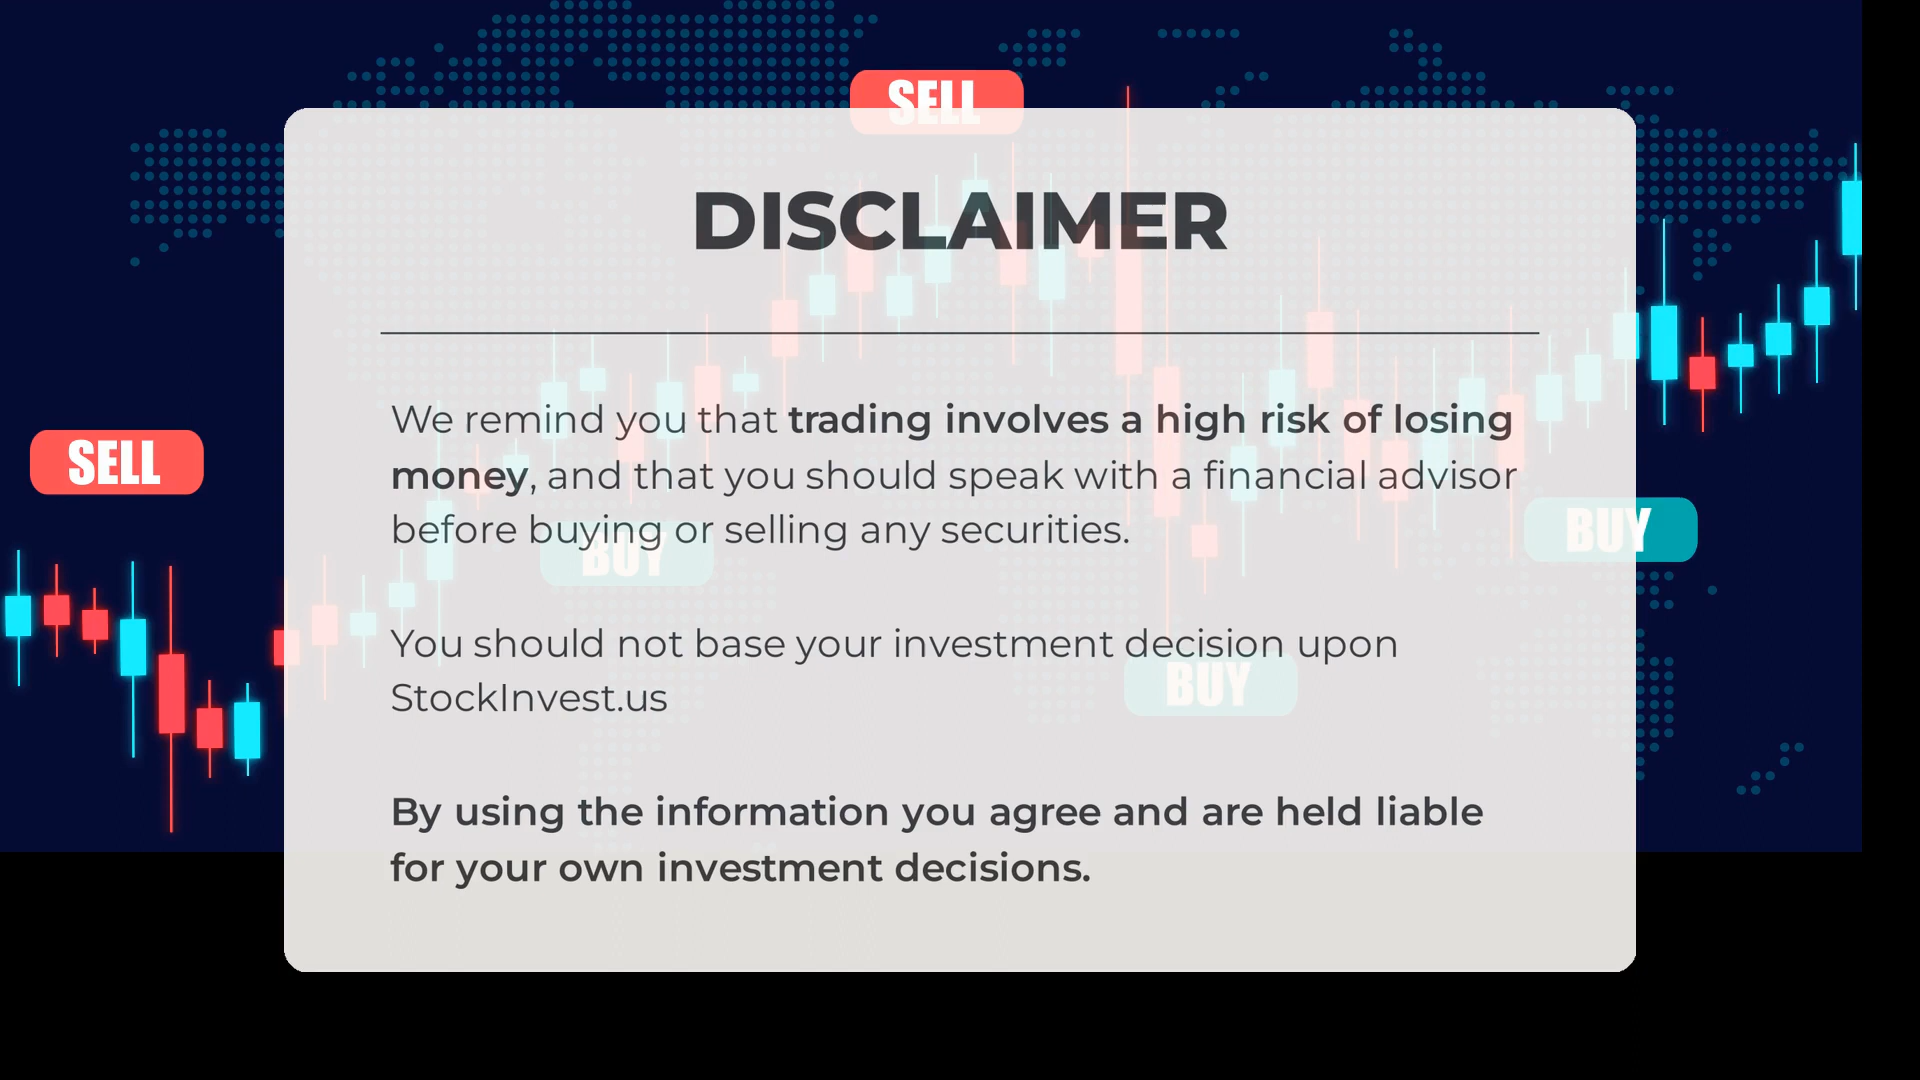 SELL
DISCLAIMER
We remind you that trading involves a high risk of losing
money, and that you should speak with a financial advisor
before buying or selling any securities.
SELL
BUY
BUY
You should not base your investment decision upon
StockInvest.us
BUY
By using the information you agree and are held liable
for your own investment decisions.